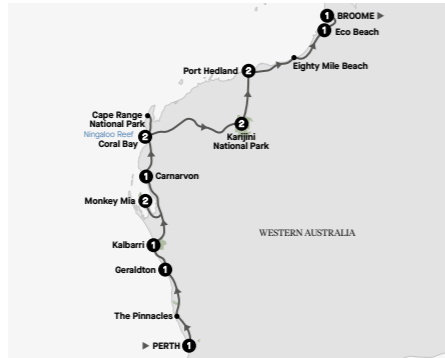 1 BROOME ▶
1 Eco Beach
Port Hedland 2
Eighty Mile Beach
Cape Range
National Park
Ningaloo Reef
Coral Bay 2
2
Karijini
National Park
1 Carnarvon
Monkey Mia 2
WESTERN AUSTRALIA
Kalbarri 1
Geraldton 1
The Pinnacles
▶ PERTH 1